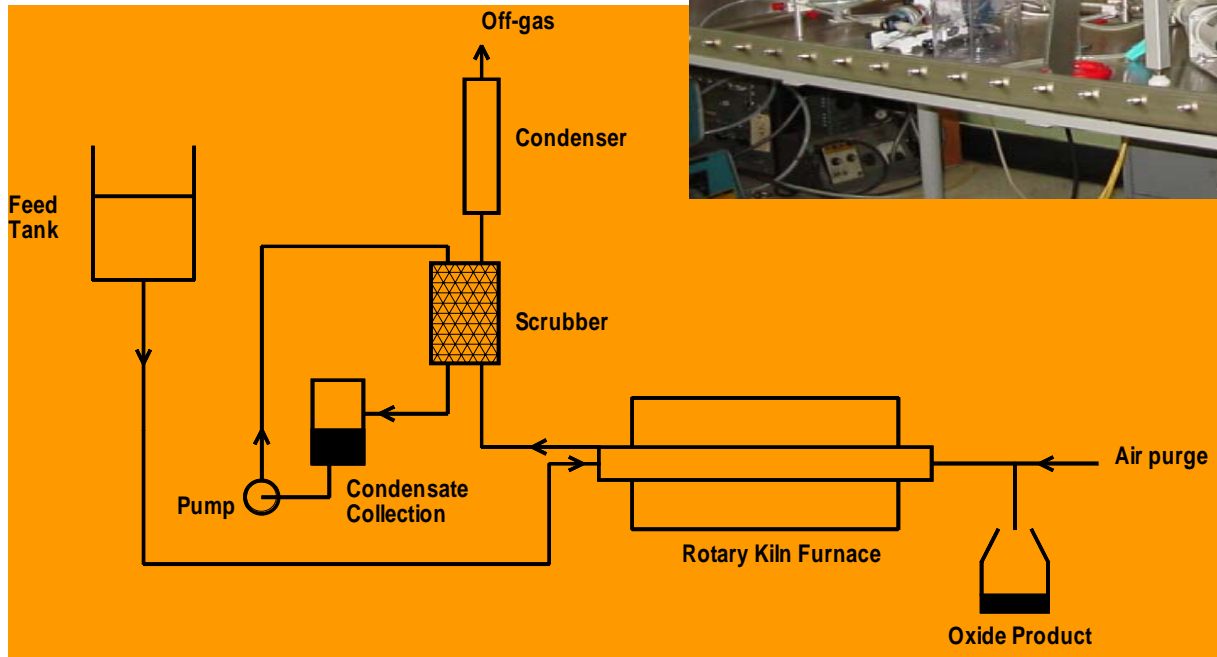 Off-gas
Condenser
Feed
Tank
Scrubber
Air purge
Pump
Condensate
Collection
Rotary Kiln Furnace
Oxide Product